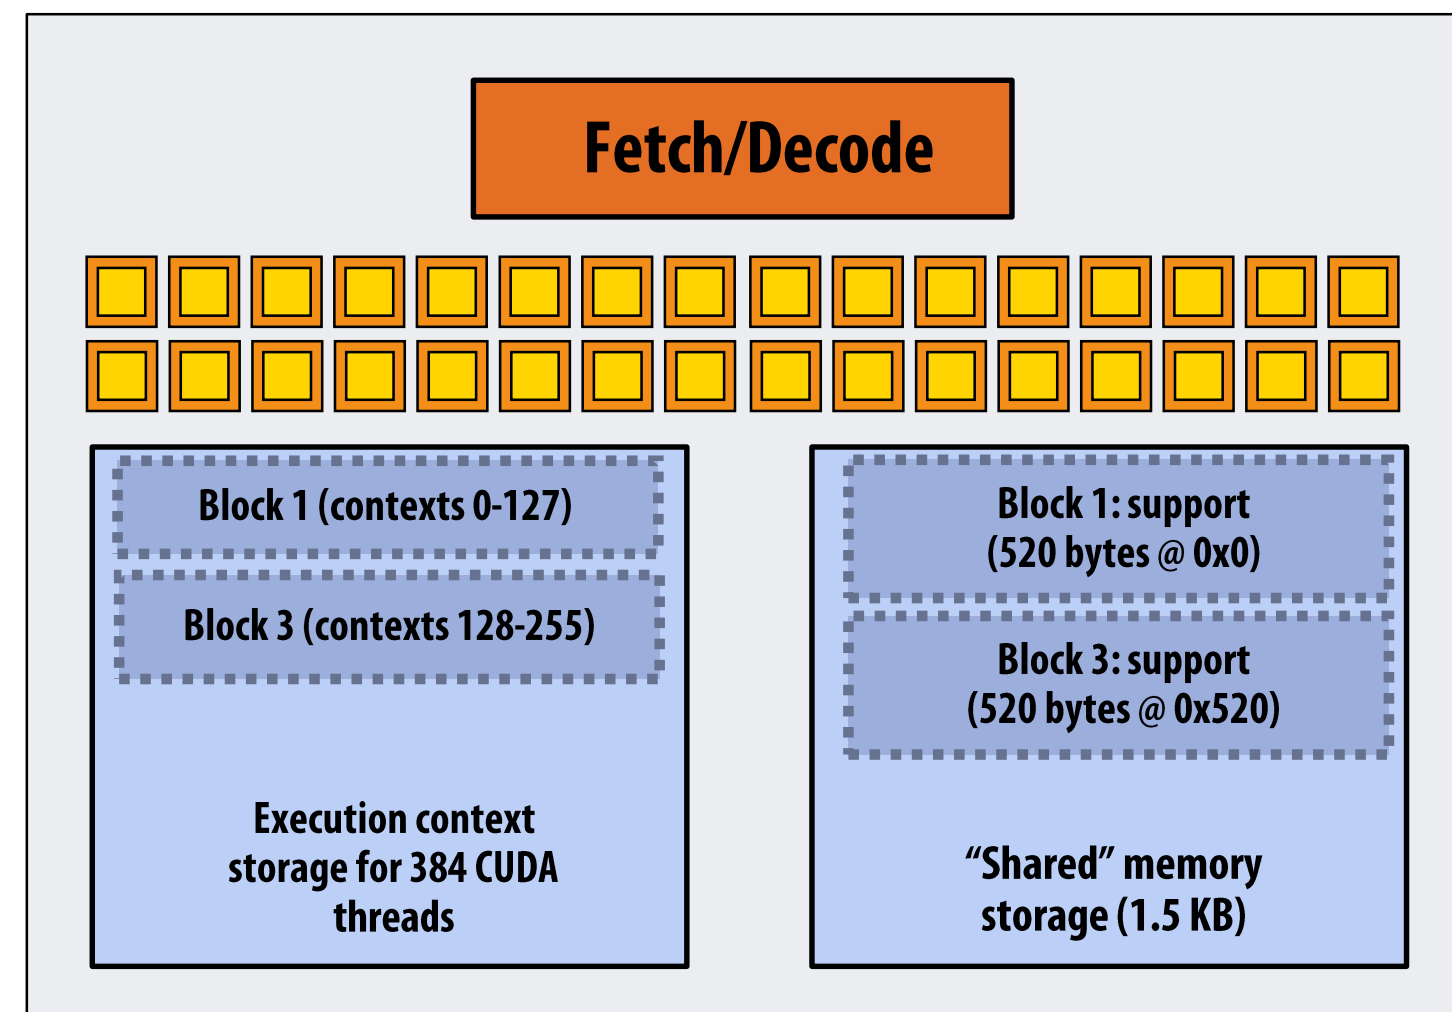 Fetch/Decode
Block 1 (contexts 0-127)
Block 3 (contexts 128-255)
Execution context
storage for 384 CUDA
threads
Block 1: support
(520 bytes @ 0x0)
Block 3: support
(520 bytes @ 0x520)
“Shared” memory
storage (1.5 KB)